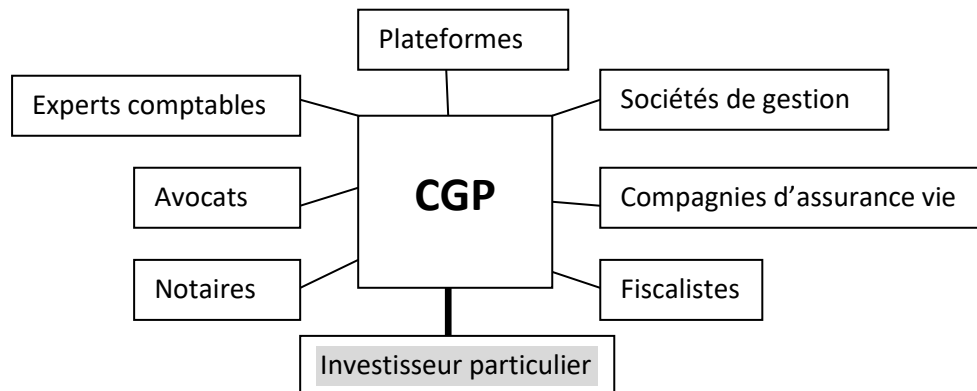 Plateformes
Experts comptables
Sociétés de gestion
Avocats
CGP
Compagnies d'assurance vie
Notaires
Fiscalistes
Investisseur particulier